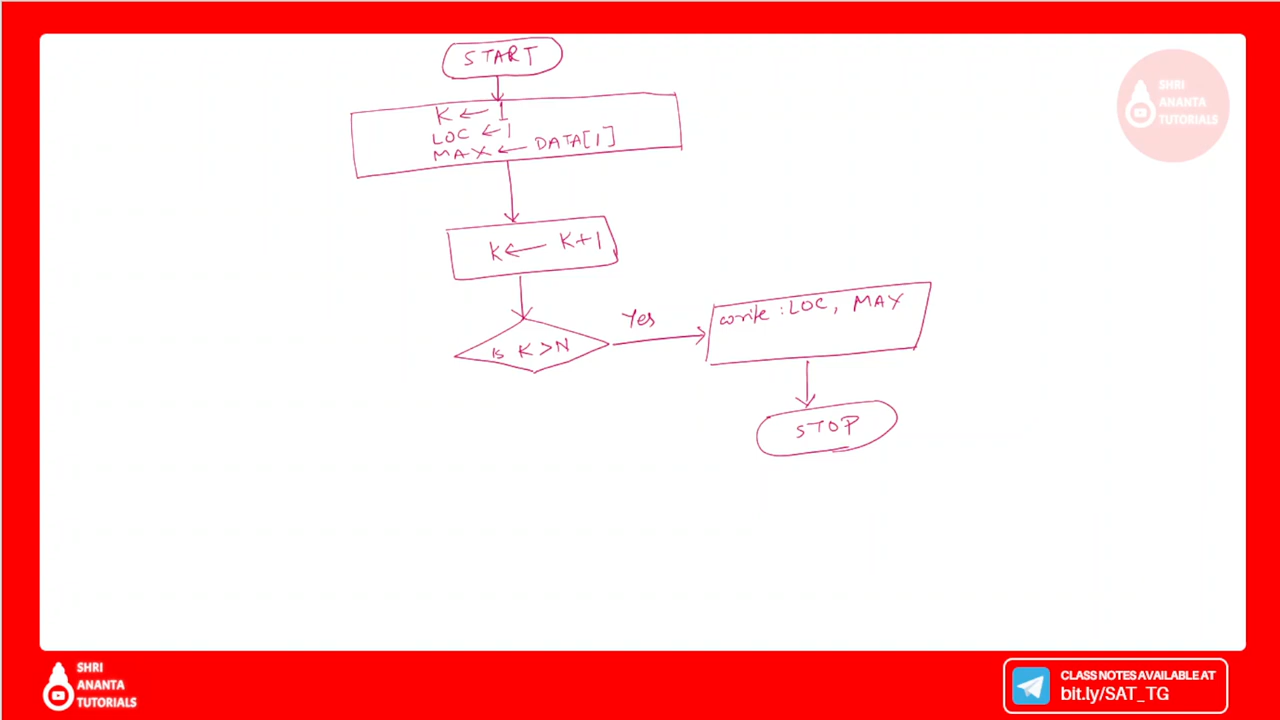 START
K ← 1
LOC ← 1
MAX ← DATA[1]
K ← K+1
Is K >N
Yes
write : LOC, MAX
STOP
SHRI
ANANTA
TUTORIALS
SHRI
ANANTA
TUTORIALS
CLASS NOTES AVAILABLE AT
bit.ly/SAT_TG